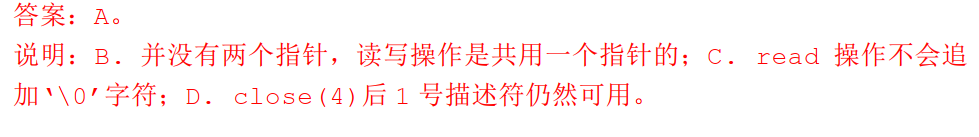 答案：A。
说明：B. 并没有两个指针，读写操作是共用一个指针的；C. read 操作不会追
加‘\0’字符；D. close(4)后 1 号描述符仍然可用。